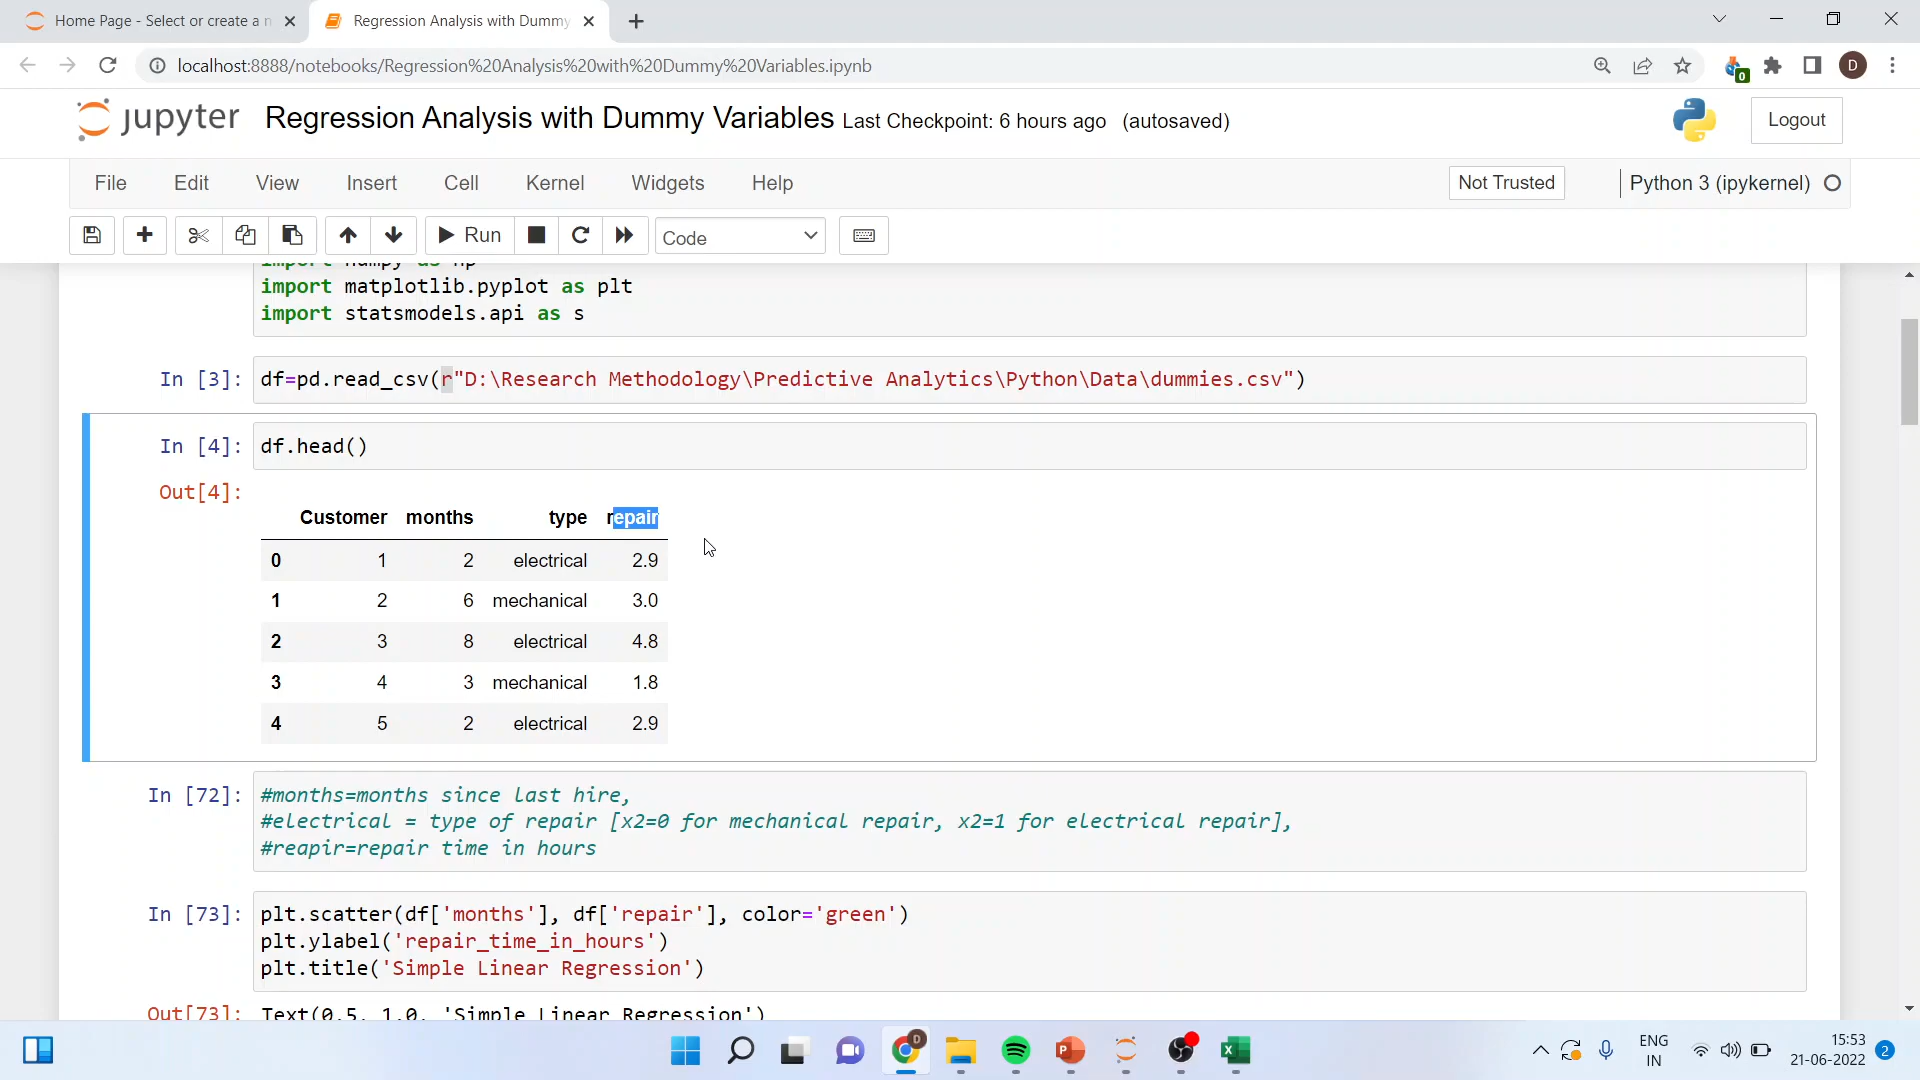 Home Page - Select or create a n
Regression Analysis with Dummy
localhost:8888/notebooks/Regression%20Analysis%20with%20Dummy%20Variables.ipynb
0
D
jupyter Regression Analysis with Dummy Variables Last Checkpoint: 6 hours ago (autosaved)
Logout
File Edit View Insert Cell Kernel Widgets Help
Not Trusted
Python 3 (ipykernel)
Run
Code
import numpy as np
import matplotlib.pyplot as plt
import statsmodels.api as s
In [3]: df=pd.read_csv(r"D:\Research Methodology\Predictive Analytics\Python\Data\dummies.csv")
In [4]: df.head()
Out[4]:
Customer months type repair
0 1 2 electrical 2.9
1 2 6 mechanical 3.0
2 3 8 electrical 4.8
3 4 3 mechanical 1.8
4 5 2 electrical 2.9
In [72]: #months=months since last hire,
#electrical = type of repair [x2=0 for mechanical repair, x2=1 for electrical repair],
#reapir=repair time in hours
In [73]: plt.scatter(df['months'], df['repair'], color='green')
plt.ylabel('repair_time_in_hours')
plt.title('Simple Linear Regression')
Out[73]: Text(0.5, 1.0, 'Simple Linear Regression')
D
P
X
ENG
IN
15:53
21-06-2022
2